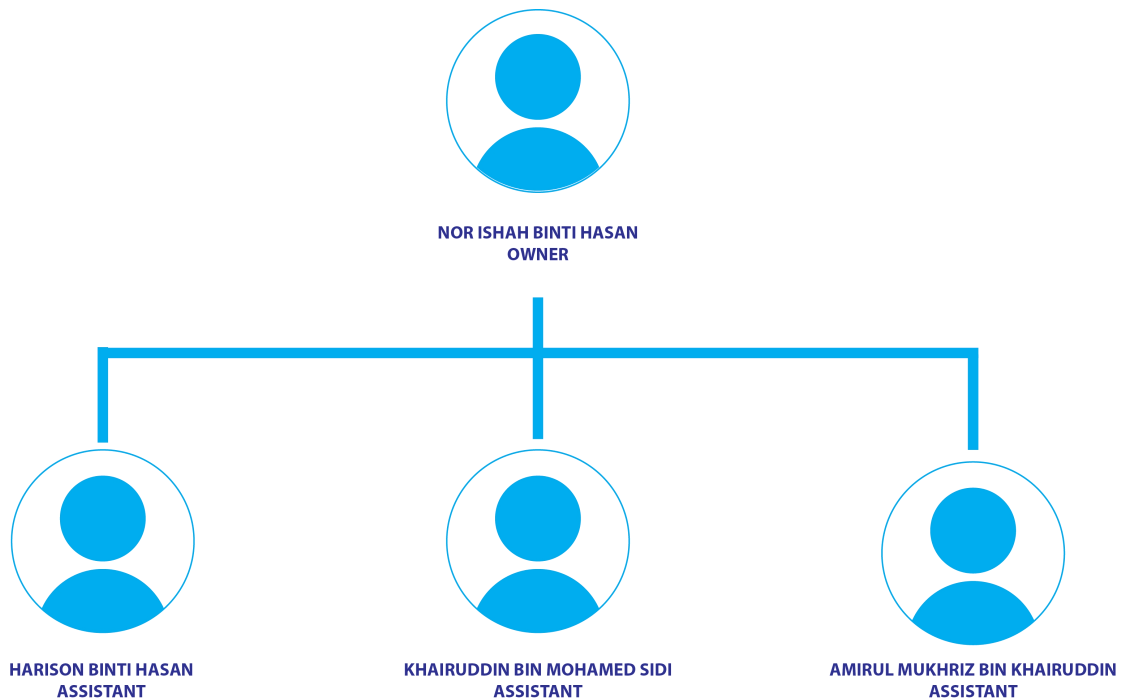 NOR ISHAH BINTI HASAN
OWNER
HARISON BINTI HASAN
ASSISTANT
KHAIRUDDIN BIN MOHAMED SIDI
ASSISTANT
AMIRUL MUKHRIZ BIN KHAIRUDDIN
ASSISTANT